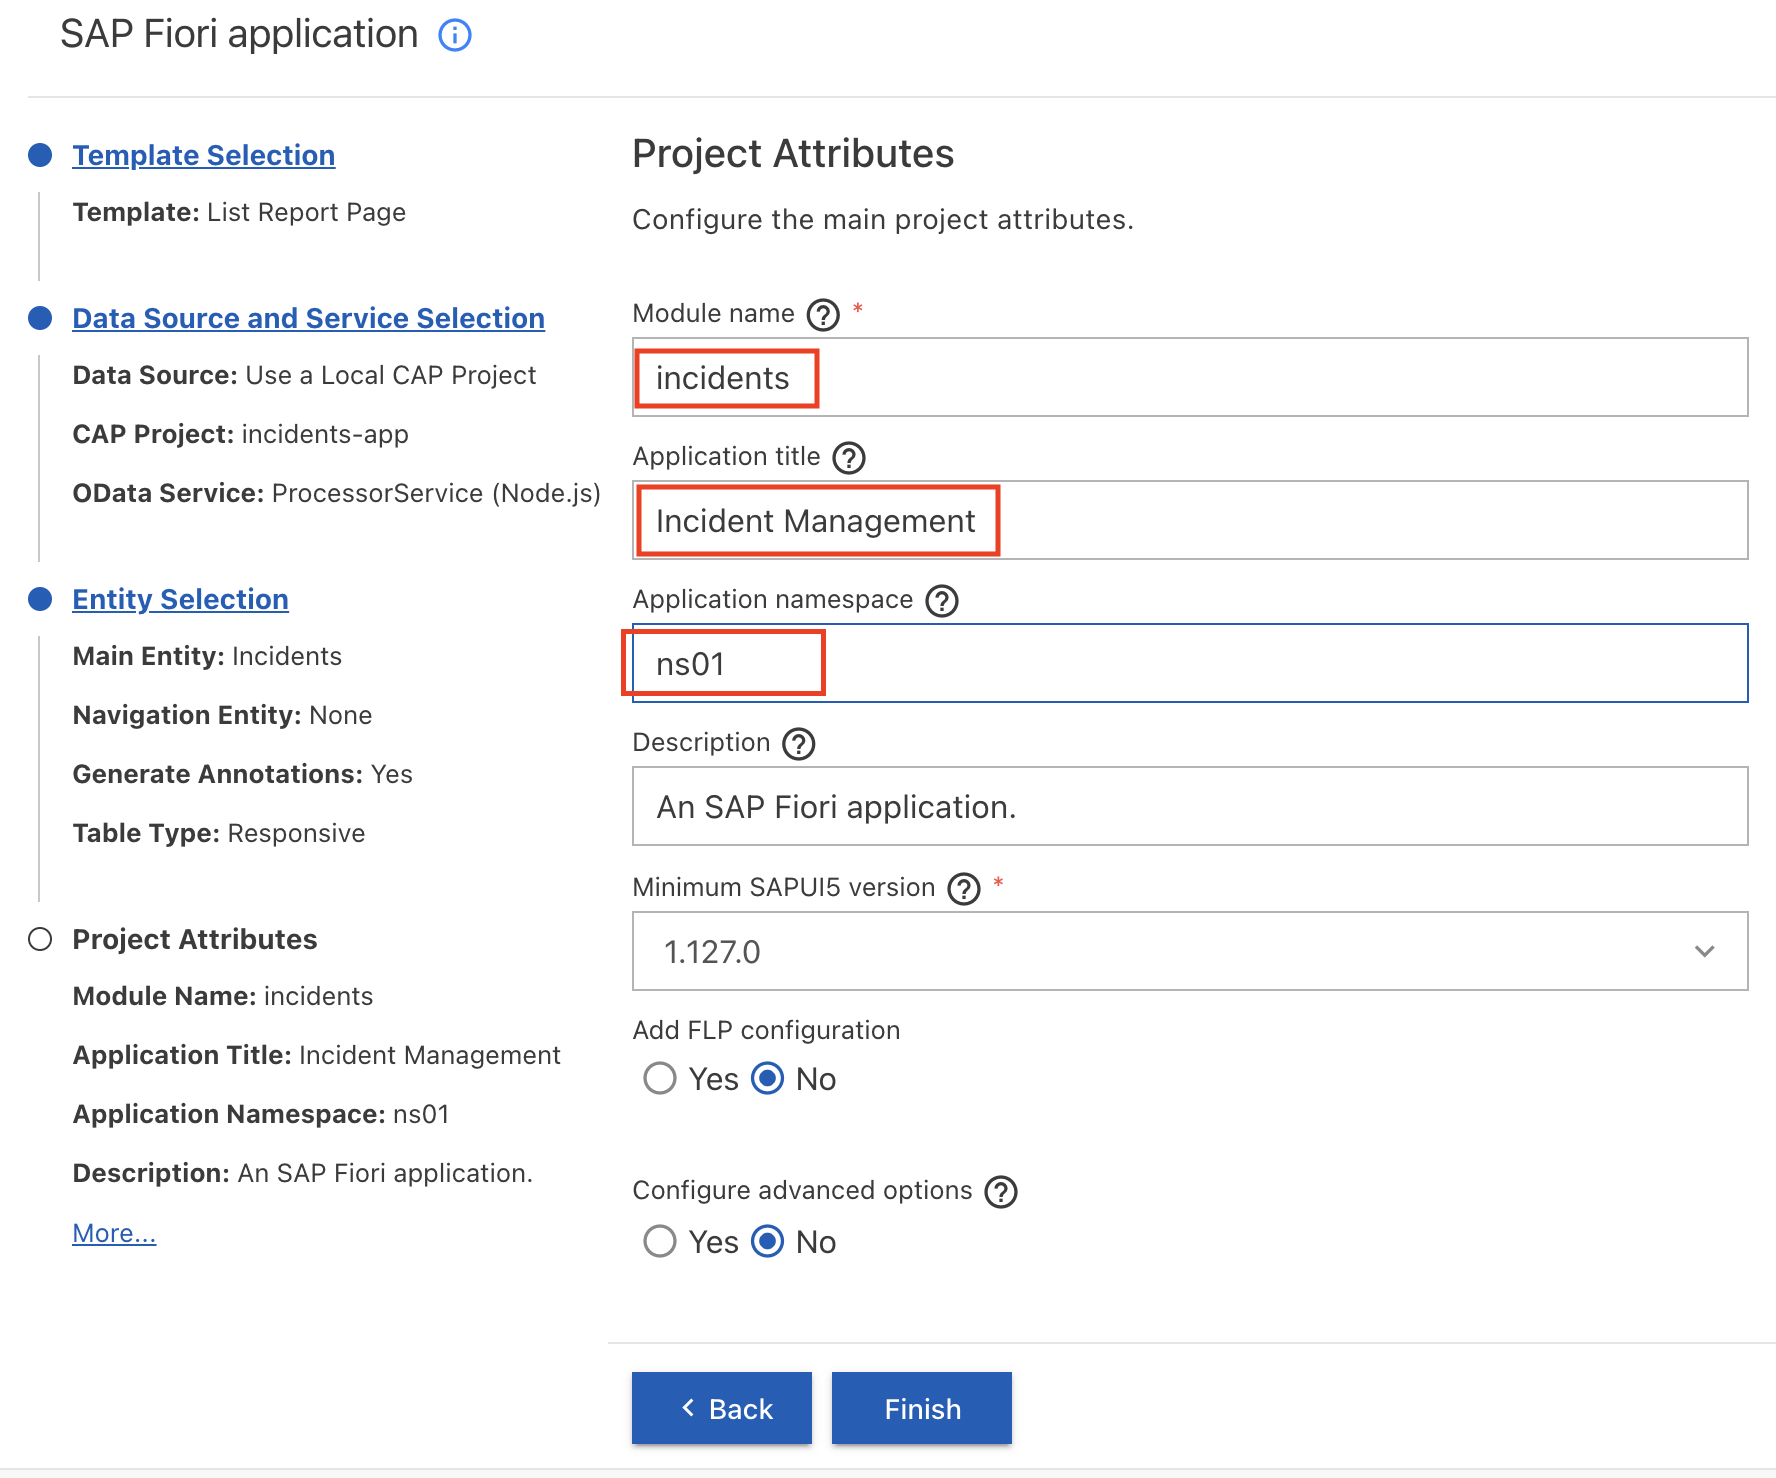 SAP Fiori application
Template Selection
Template: List Report Page
Data Source and Service Selection
Data Source: Use a Local CAP Project
CAP Project: incidents-app
OData Service: ProcessorService (Node.js)
Entity Selection
Main Entity: Incidents
Navigation Entity: None
Generate Annotations: Yes
Table Type: Responsive
Project Attributes
Module Name: incidents
Application Title: Incident Management
Application Namespace: ns01
Description: An SAP Fiori application.
More...
Project Attributes
Configure the main project attributes.
Module name ? *
incidents
Application title ?
Incident Management
Application namespace ?
ns01
Description ?
An SAP Fiori application.
Minimum SAPUI5 version ? *
1.127.0
Add FLP configuration
Yes No
Configure advanced options ?
Yes No
< Back Finish